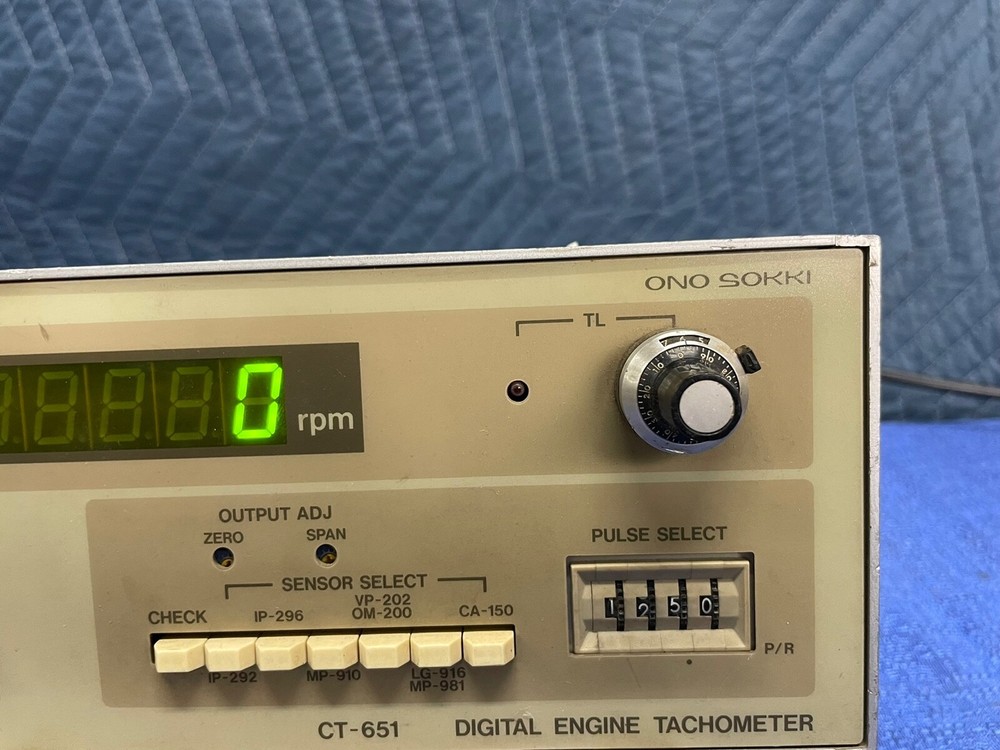 ONO SOKKI
TL
0 rpm
OUTPUT ADJ
ZERO SPAN
SENSOR SELECT
CHECK IP-296 VP-202 OM-200 CA-150
IP-292 MP-910 LG-916 MP-981
PULSE SELECT
1250
P/R
CT-651 DIGITAL ENGINE TACHOMETER